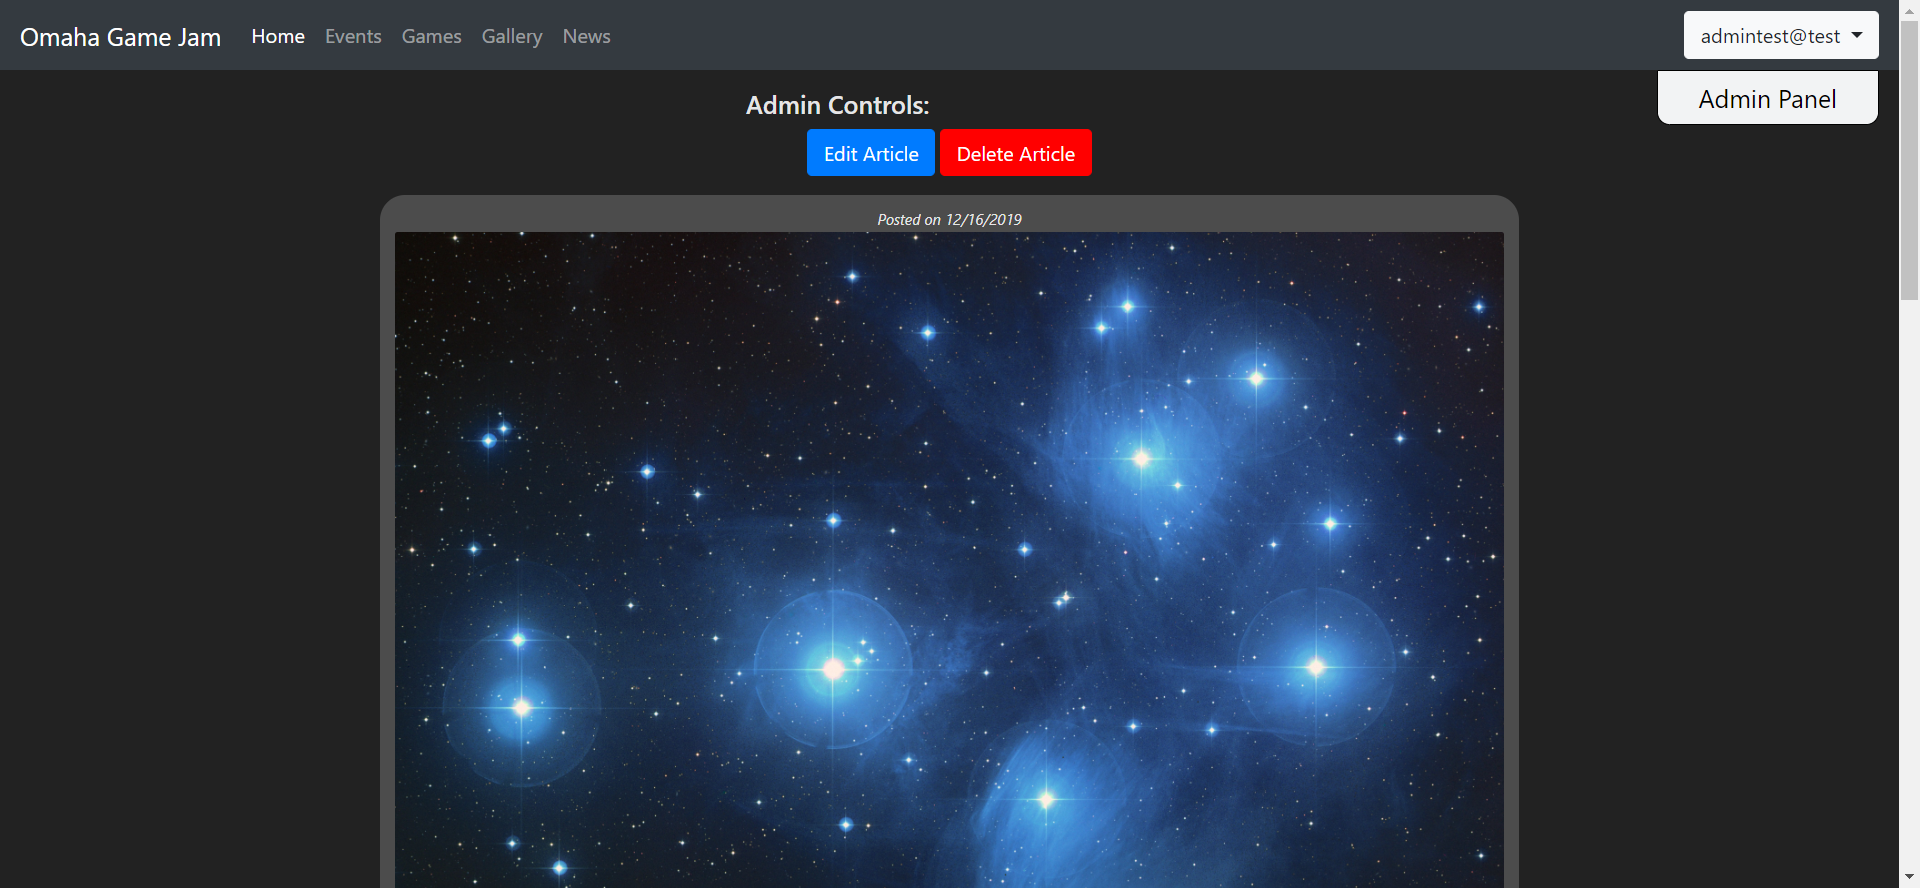 Omaha Game Jam Home Events Games Gallery News admintest@test
Admin Panel
Admin Controls:
Edit Article Delete Article
Posted on 12/16/2019